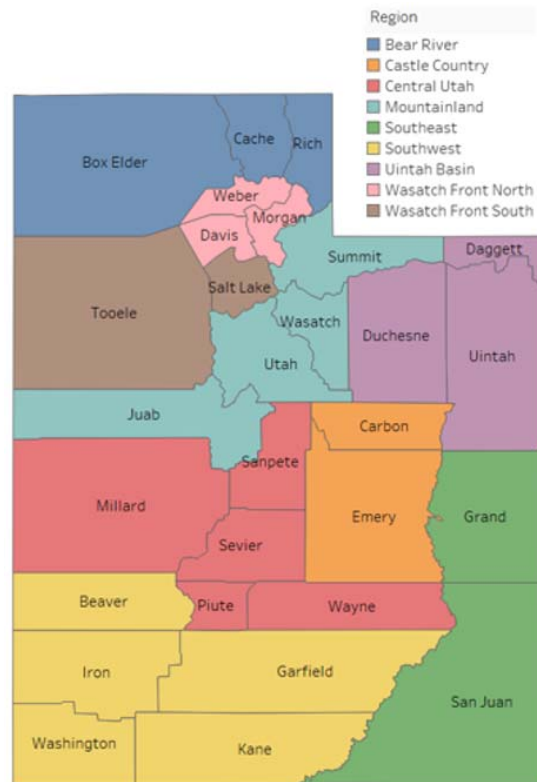 Region
Bear River
Castle Country
Central Utah
Mountainland
Southeast
Southwest
Uintah Basin
Wasatch Front North
Wasatch Front South
Cache
Rich
Box Elder
Weber
Morgan
Davis
Summit
Daggett
Salt Lake
Tooele
Wasatch
Duchesne
Uintah
Utah
Juab
Carbon
Sanpete
Millard
Emery
Grand
Sevier
Beaver
Piute
Wayne
Iron
Garfield
San Juan
Washington
Kane